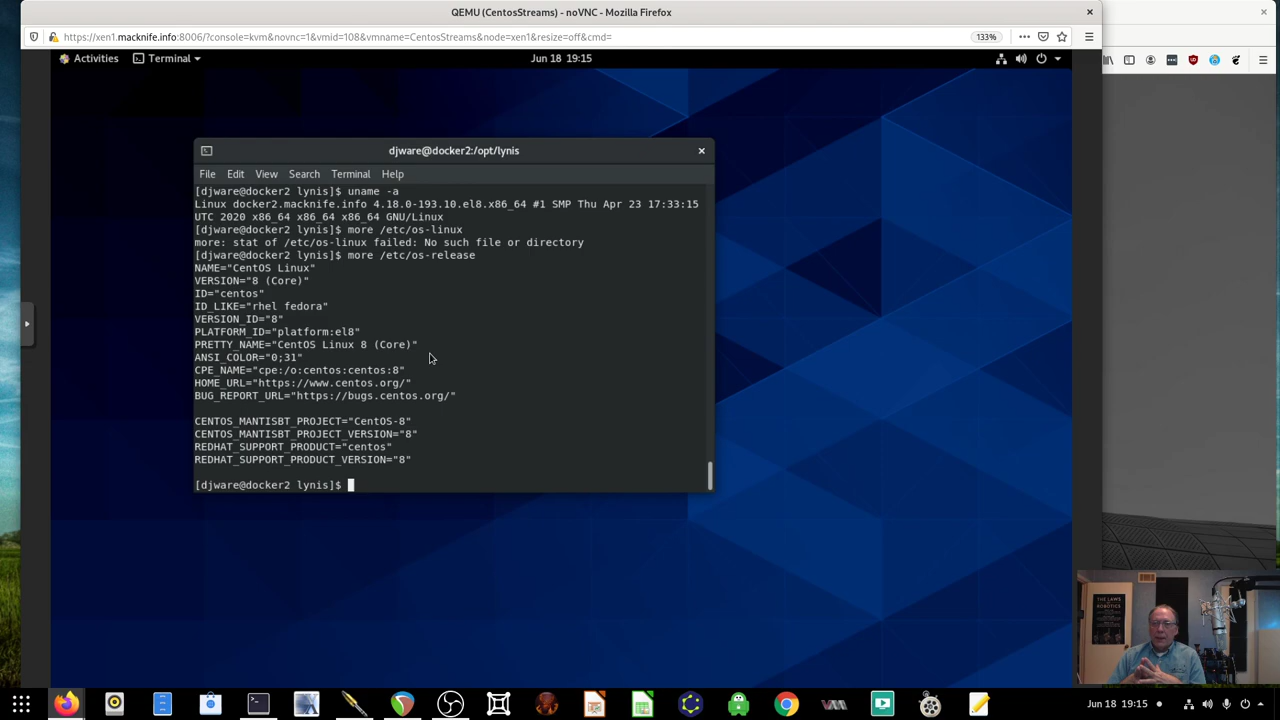 QEMU (CentosStreams) - noVNC - Mozilla Firefox
https://xen1.macknife.info:8006/?console=kvm&novnc=1&vmid=108&vmname=CentosStreams&node=xen1&resize=off&cmd=
133%
Activities
Terminal
Jun 18 19:15
djware@docker2:/opt/lynis
File Edit View Search Terminal Help
[djware@docker2 lynis]$ uname -a
Linux docker2.macknife.info 4.18.0-193.10.el8.x86_64 #1 SMP Thu Apr 23 17:33:15
UTC 2020 x86_64 x86_64 x86_64 GNU/Linux
[djware@docker2 lynis]$ more /etc/os-linux
more: stat of /etc/os-linux failed: No such file or directory
[djware@docker2 lynis]$ more /etc/os-release
NAME="CentOS Linux"
VERSION="8 (Core)"
ID="centos"
ID_LIKE="rhel fedora"
VERSION_ID="8"
PLATFORM_ID="platform:el8"
PRETTY_NAME="CentOS Linux 8 (Core)"
ANSI_COLOR="0;31"
CPE_NAME="cpe:/o:centos:centos:8"
HOME_URL="https://www.centos.org/"
BUG_REPORT_URL="https://bugs.centos.org/"
CENTOS_MANTISBT_PROJECT="CentOS-8"
CENTOS_MANTISBT_PROJECT_VERSION="8"
REDHAT_SUPPORT_PRODUCT="centos"
REDHAT_SUPPORT_PRODUCT_VERSION="8"
[djware@docker2 lynis]$
THE LAWS
ROBOTICS
Jun 18 19:15